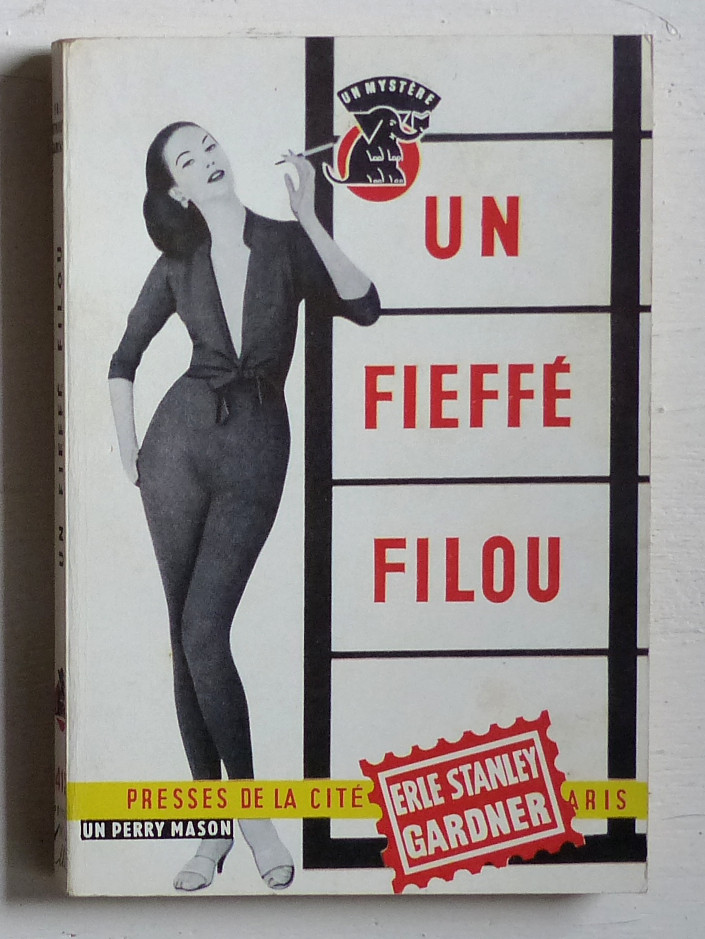 UN MYSTÈRE
UN
FIEFFÉ
FILOU
PRESSES DE LA CITÉ
ARIS
ERLE STANLEY
GARDNER
UN PERRY MASON
UN FIEFFÉ FILOU